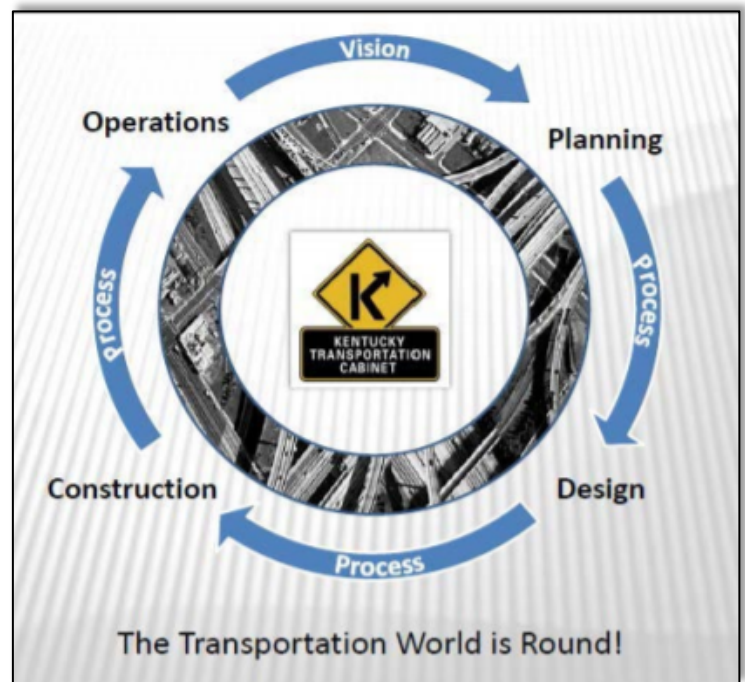 Vision
Operations
Planning
Process
Process
K
KENTUCKY
TRANSPORTATION
CABINET
Construction
Design
Process
The Transportation World is Round!